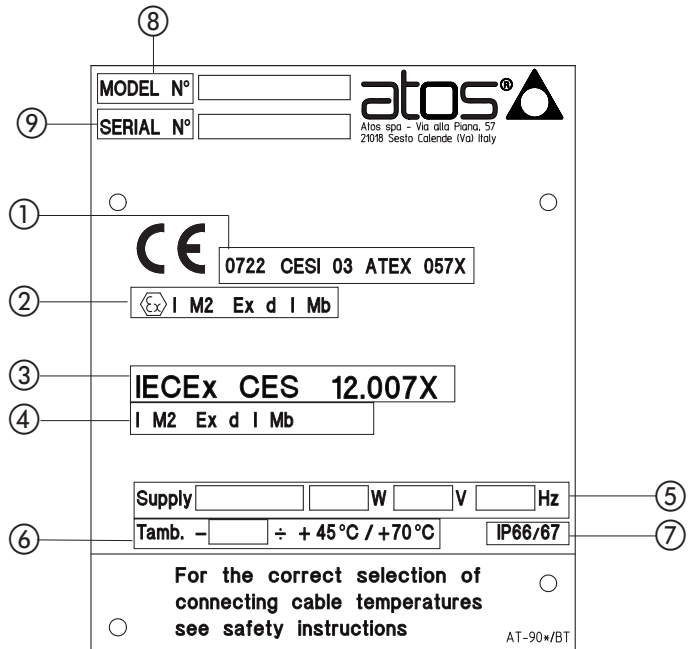 ⑧
MODEL N°
atos®
⑨
SERIAL N°
Atos spa - Via alla Piana, 57
21018 Sesto Calende (Va) Italy
①
CE
0722 CESI 03 ATEX 057X
②
Ex I M2 Ex d I Mb
③
IECEx CES 12.007X
④
I M2 Ex d I Mb
Supply W V Hz
⑤
⑥
Tamb. - ÷ + 45°C / +70°C
IP66/67
⑦
For the correct selection of
connecting cable temperatures
see safety instructions
AT-90*/BT